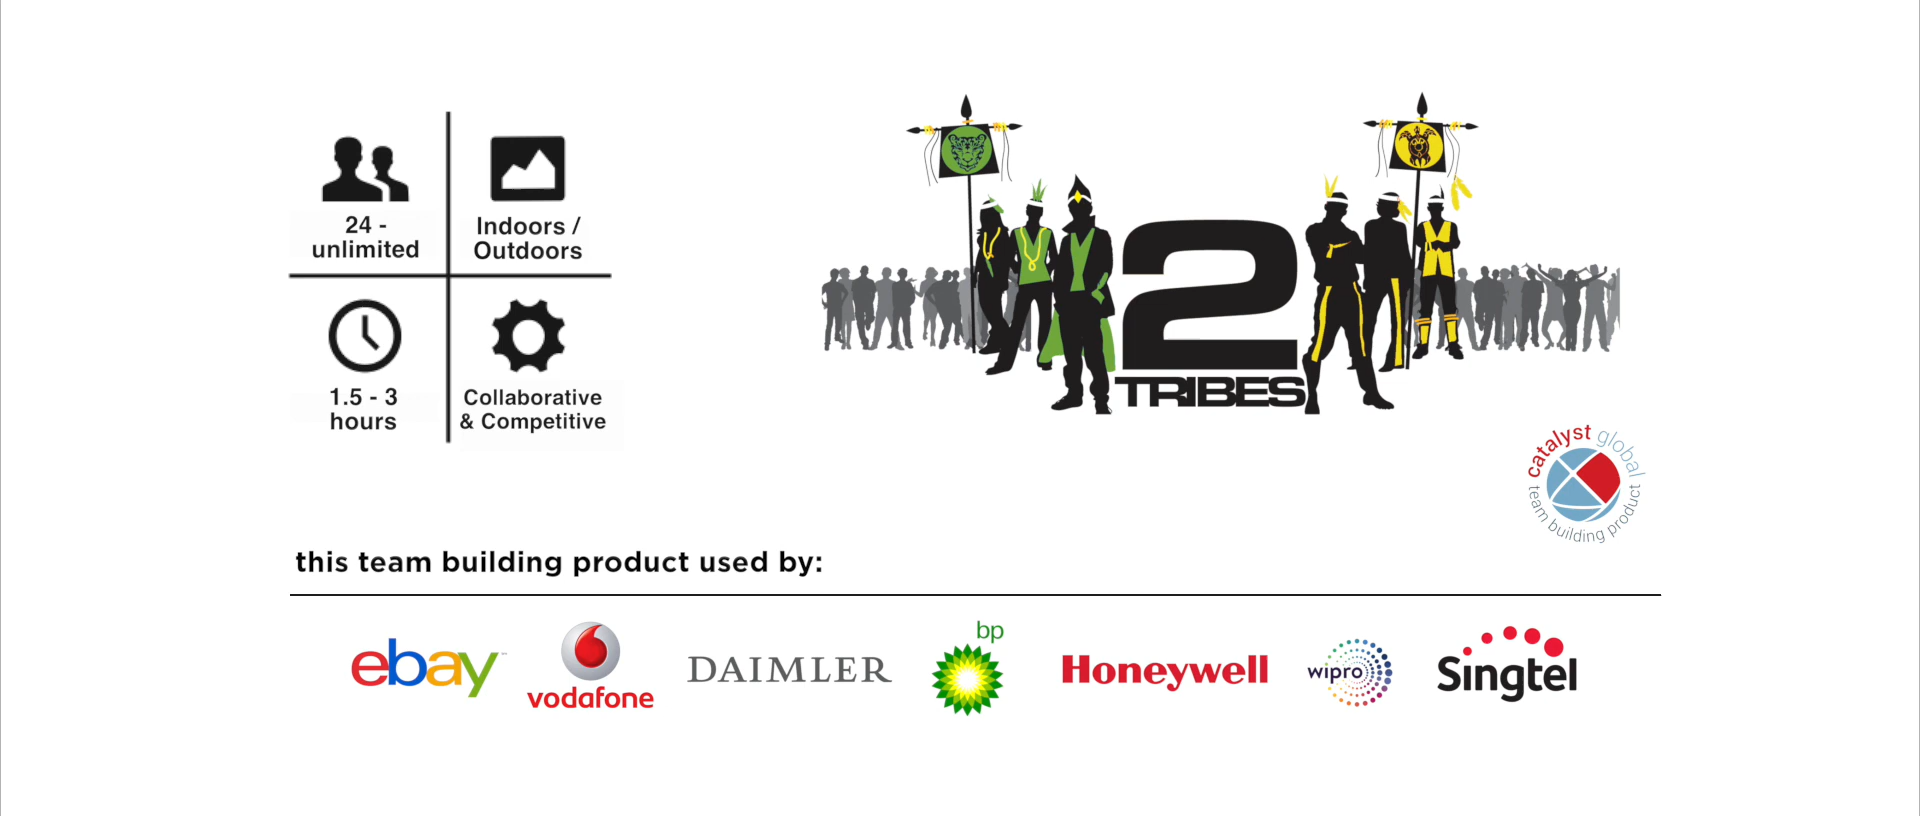 24 -
unlimited
Indoors /
Outdoors
1.5 - 3
hours
Collaborative
& Competitive
2
TRIBES
catalyst global
team building product
this team building product used by:
ebay
vodafone
DAIMLER
bp
Honeywell
wipro
Singtel